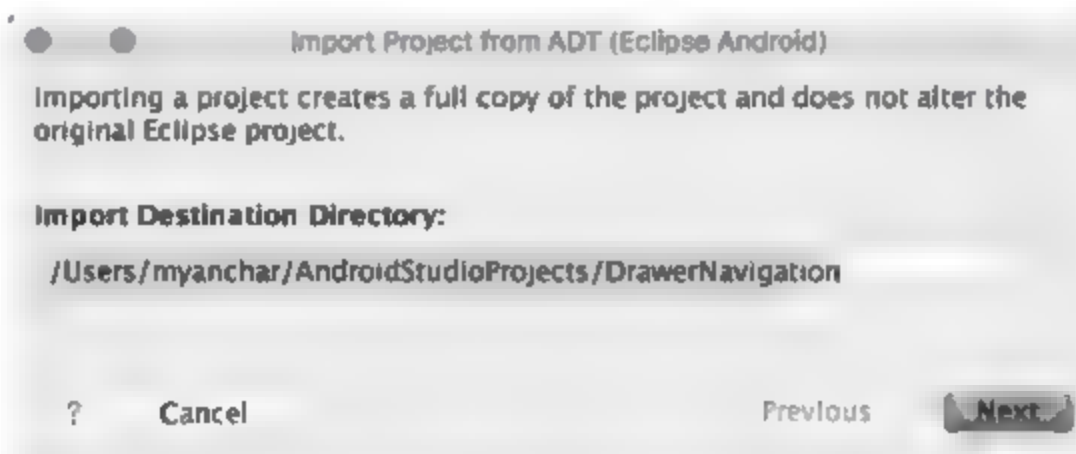 Import Project from ADT (Eclipse Android)
Importing a project creates a full copy of the project and does not alter the
original Eclipse project.
Import Destination Directory:
/Users/myanchar/AndroidStudioProjects/DrawerNavigation
? Cancel Previous Next